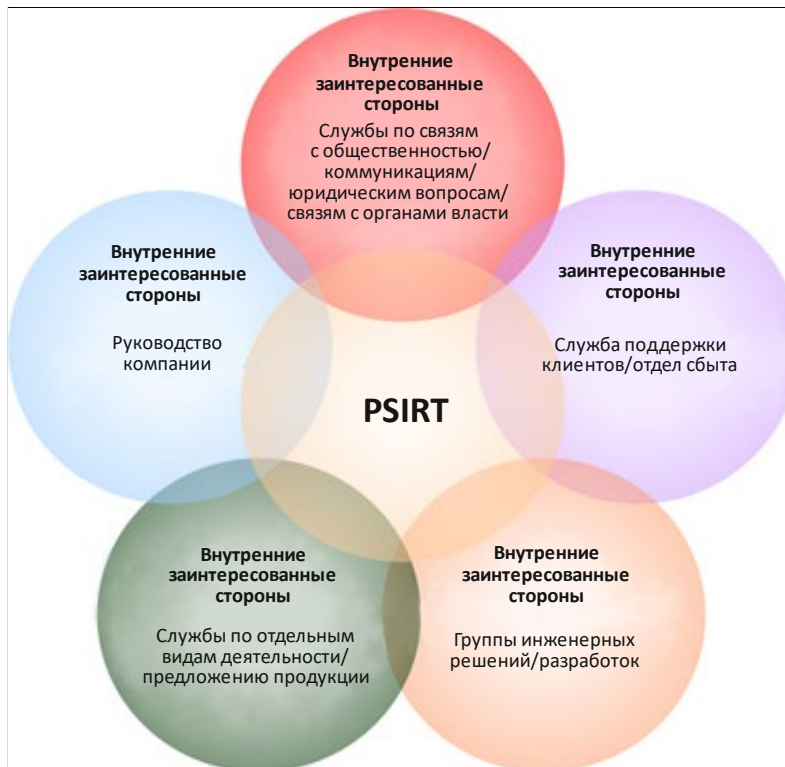 Внутренние
заинтересованные
стороны
Службы по связям
с общественностью/
коммуникациям/
юридическим вопросам/
связям с органами власти
Внутренние
заинтересованные
стороны
Руководство
компании
Внутренние
заинтересованные
стороны
Служба поддержки
клиентов/отдел сбыта
PSIRT
Внутренние
заинтересованные
стороны
Службы по отдельным
видам деятельности/
предложению продукции
Внутренние
заинтересованные
стороны
Группы инженерных
решений/разработок